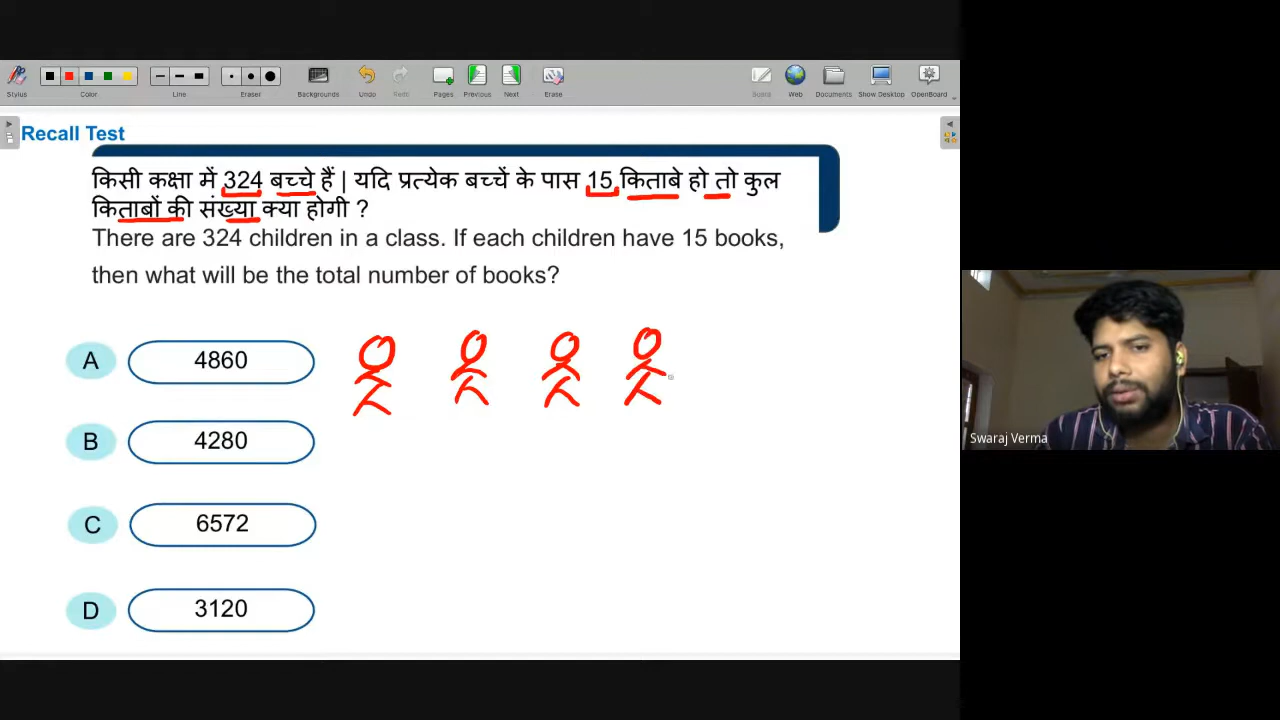 Stylus Color Line Eraser Backgrounds Undo Redo Pages Previous Next Erase Web Documents Show Desktop OpenBoard
Recall Test
किसी कक्षा में 324 बच्चे हैं | यदि प्रत्येक बच्चें के पास 15 किताबे हो तो कुल
किताबों की संख्या क्या होगी ?
There are 324 children in a class. If each children have 15 books,
then what will be the total number of books?
A 4860
B 4280
Swaraj Verma
C 6572
D 3120